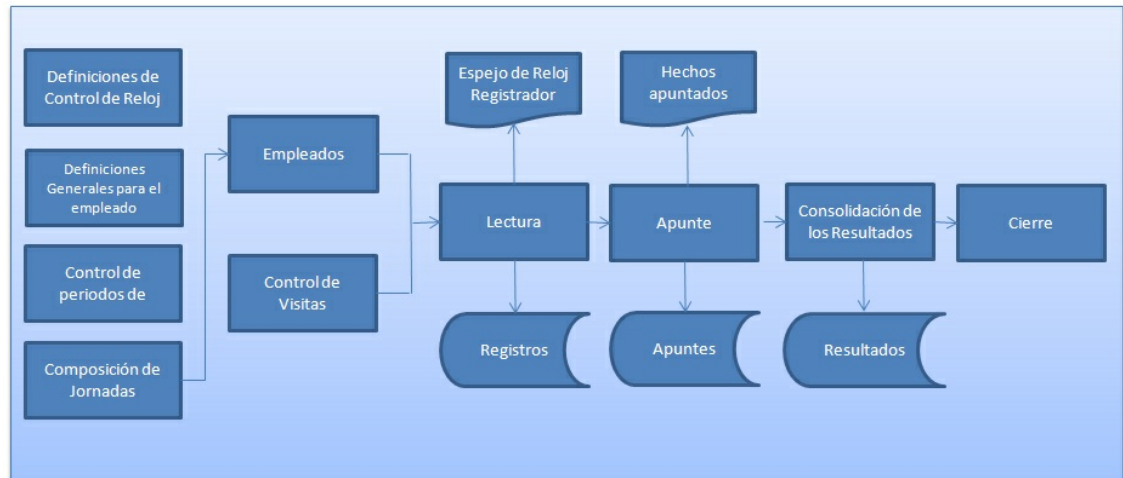 Definiciones de
Control de Reloj
Definiciones
Generales para el
empleado
Control de
periodos de
Composición de
Jornadas
Empleados
Control de
Visitas
Espejo de Reloj
Registrador
Lectura
Registros
Hechos
apuntados
Apunte
Apuntes
Consolidación de
los Resultados
Resultados
Cierre